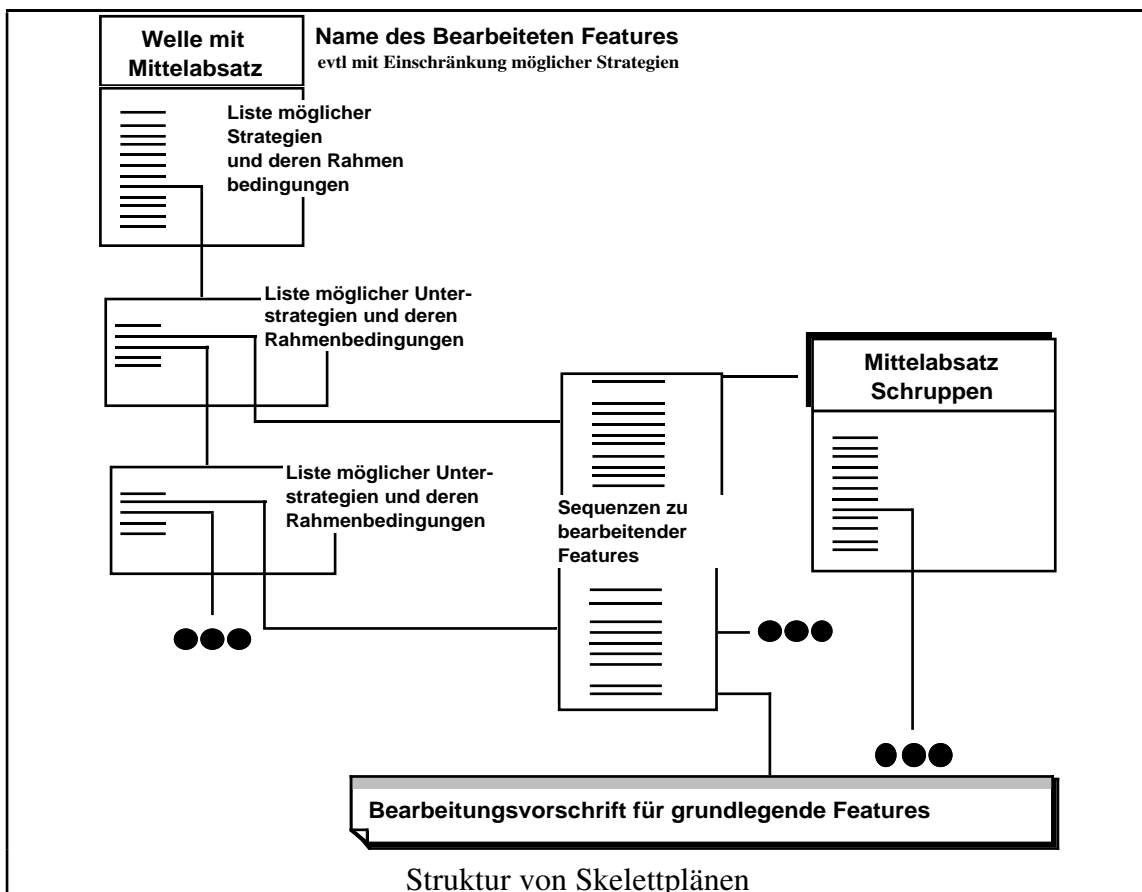 Welle mit
Mittelabsatz
Name des Bearbeiteten Features
evtl mit Einschränkung möglicher Strategien
Liste möglicher
Strategien
und deren Rahmen
bedingungen
Liste möglicher Unter-
strategien und deren
Rahmenbedingungen
Mittelabsatz
Schruppen
Liste möglicher Unter-
strategien und deren
Rahmenbedingungen
Sequenzen zu
bearbeitender
Features
Bearbeitungsvorschrift für grundlegende Features
Struktur von Skelettplänen